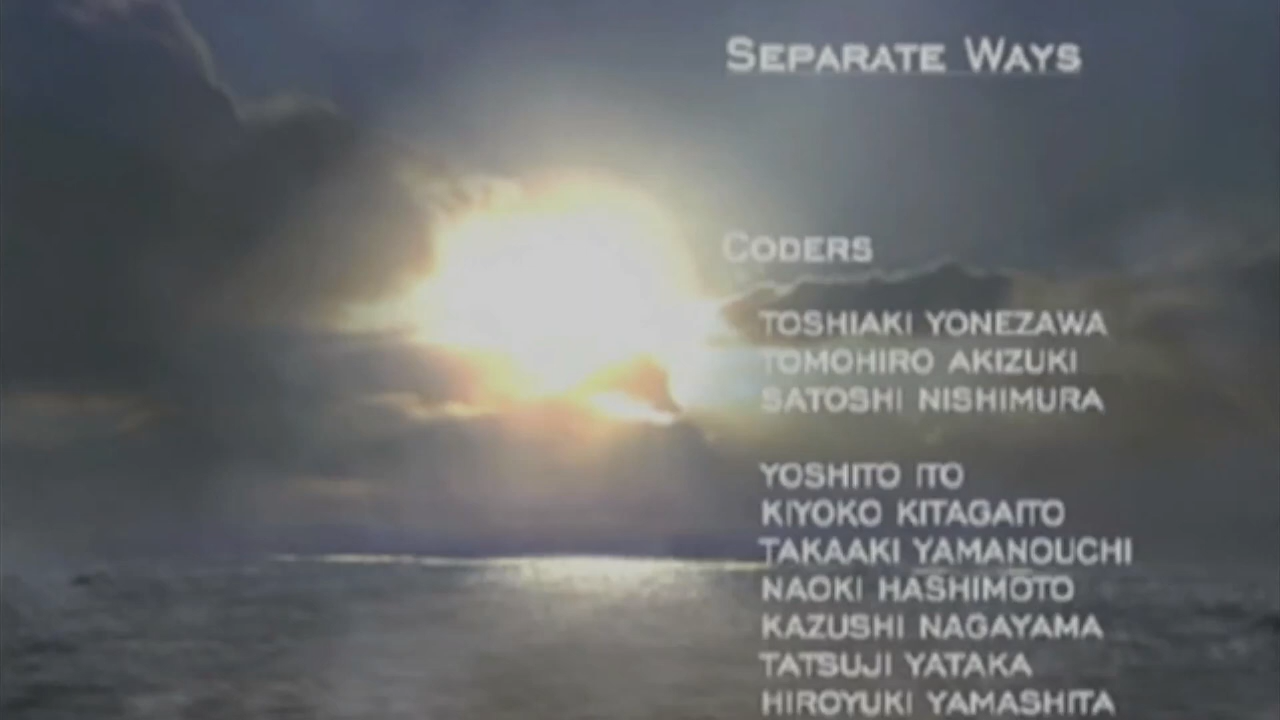 SEPARATE WAYS
CODERS
TOSHIAKI YONEZAWA
TOMOHIRO AKIZUKI
SATOSHI NISHIMURA
YOSHITO ITO
KIYOKO KITAGAITO
TAKAAKI YAMANOUCHI
NAOKI HASHIMOTO
KAZUSHI NAGAYAMA
TATSUJI YATAKA
HIROYUKI YAMASHITA